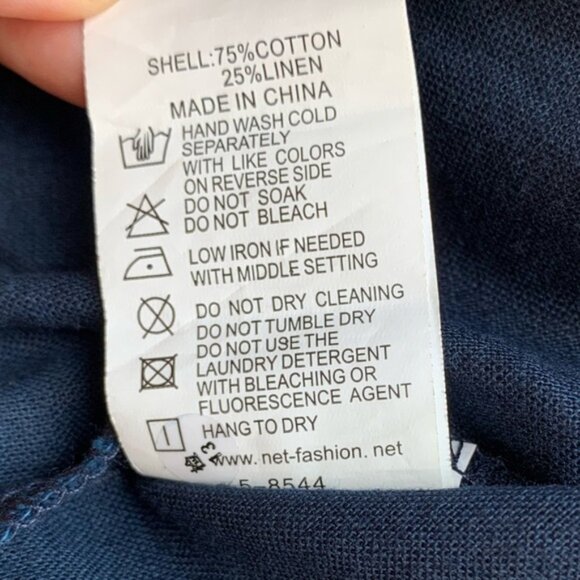 SHELL:75%COTTON
25%LINEN
MADE IN CHINA
HAND WASH COLD
SEPARATELY
WITH LIKE COLORS
ON REVERSE SIDE
DO NOT SOAK
DO NOT BLEACH
LOW IRON IF NEEDED
WITH MIDDLE SETTING
DO NOT DRY CLEANING
DO NOT TUMBLE DRY
DO NOT USE THE
LAUNDRY DETERGENT
WITH BLEACHING OR
FLUORESCENCE AGENT
HANG TO DRY
www.net-fashion.net
5-8544